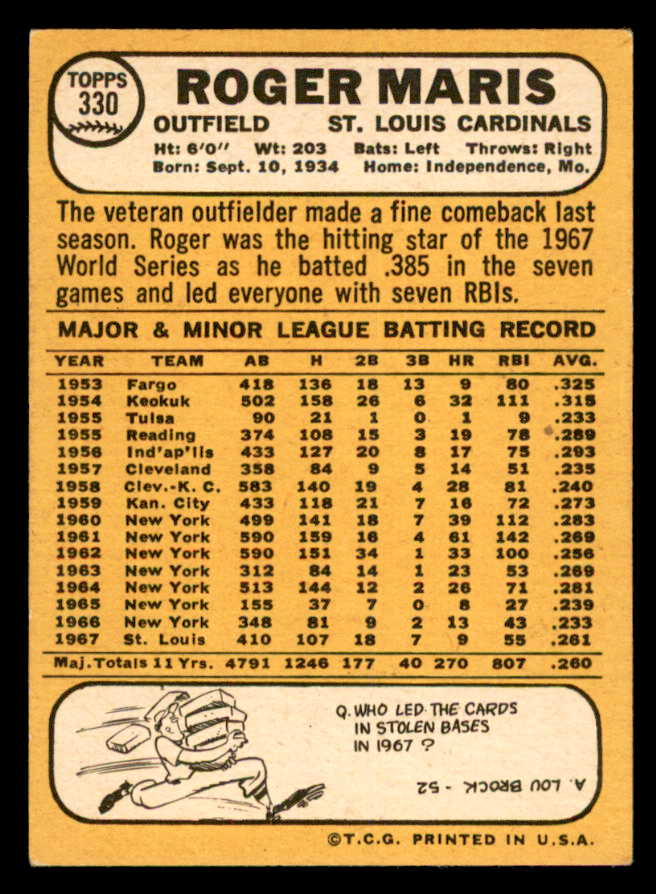 TOPPS
330
ROGER MARIS
OUTFIELD ST. LOUIS CARDINALS
Ht: 6'0" Wt: 203 Bats: Left Throws: Right
Born: Sept. 10, 1934 Home: Independence, Mo.
The veteran outfielder made a fine comeback last
season. Roger was the hitting star of the 1967
World Series as he batted .385 in the seven
games and led everyone with seven RBIs.
MAJOR & MINOR LEAGUE BATTING RECORD
YEAR TEAM AB H 2B 3B HR RBI AVG.
1953 Fargo 418 136 18 13 9 80 .325
1954 Keokuk 502 158 26 6 32 111 .315
1955 Tulsa 90 21 1 0 1 9 .233
1955 Reading 374 108 15 3 19 78 .289
1956 Ind'ap'lis 433 127 20 8 17 75 .293
1957 Cleveland 358 84 9 5 14 51 .235
1958 Clev.-K. C. 583 140 19 4 28 81 .240
1959 Kan. City 433 118 21 7 16 72 .273
1960 New York 499 141 18 7 39 112 .283
1961 New York 590 159 16 4 61 142 .269
1962 New York 590 151 34 1 33 100 .256
1963 New York 312 84 14 1 23 53 .269
1964 New York 513 144 12 2 26 71 .281
1965 New York 155 37 7 0 8 27 .239
1966 New York 348 81 9 2 13 43 .233
1967 St. Louis 410 107 18 7 9 55 .261
Maj. Totals 11 Yrs. 4791 1246 177 40 270 807 .260
Q. WHO LED THE CARDS
IN STOLEN BASES
IN 1967 ?
A. LOU BROCK - 52
©T.C.G. PRINTED IN U.S.A.